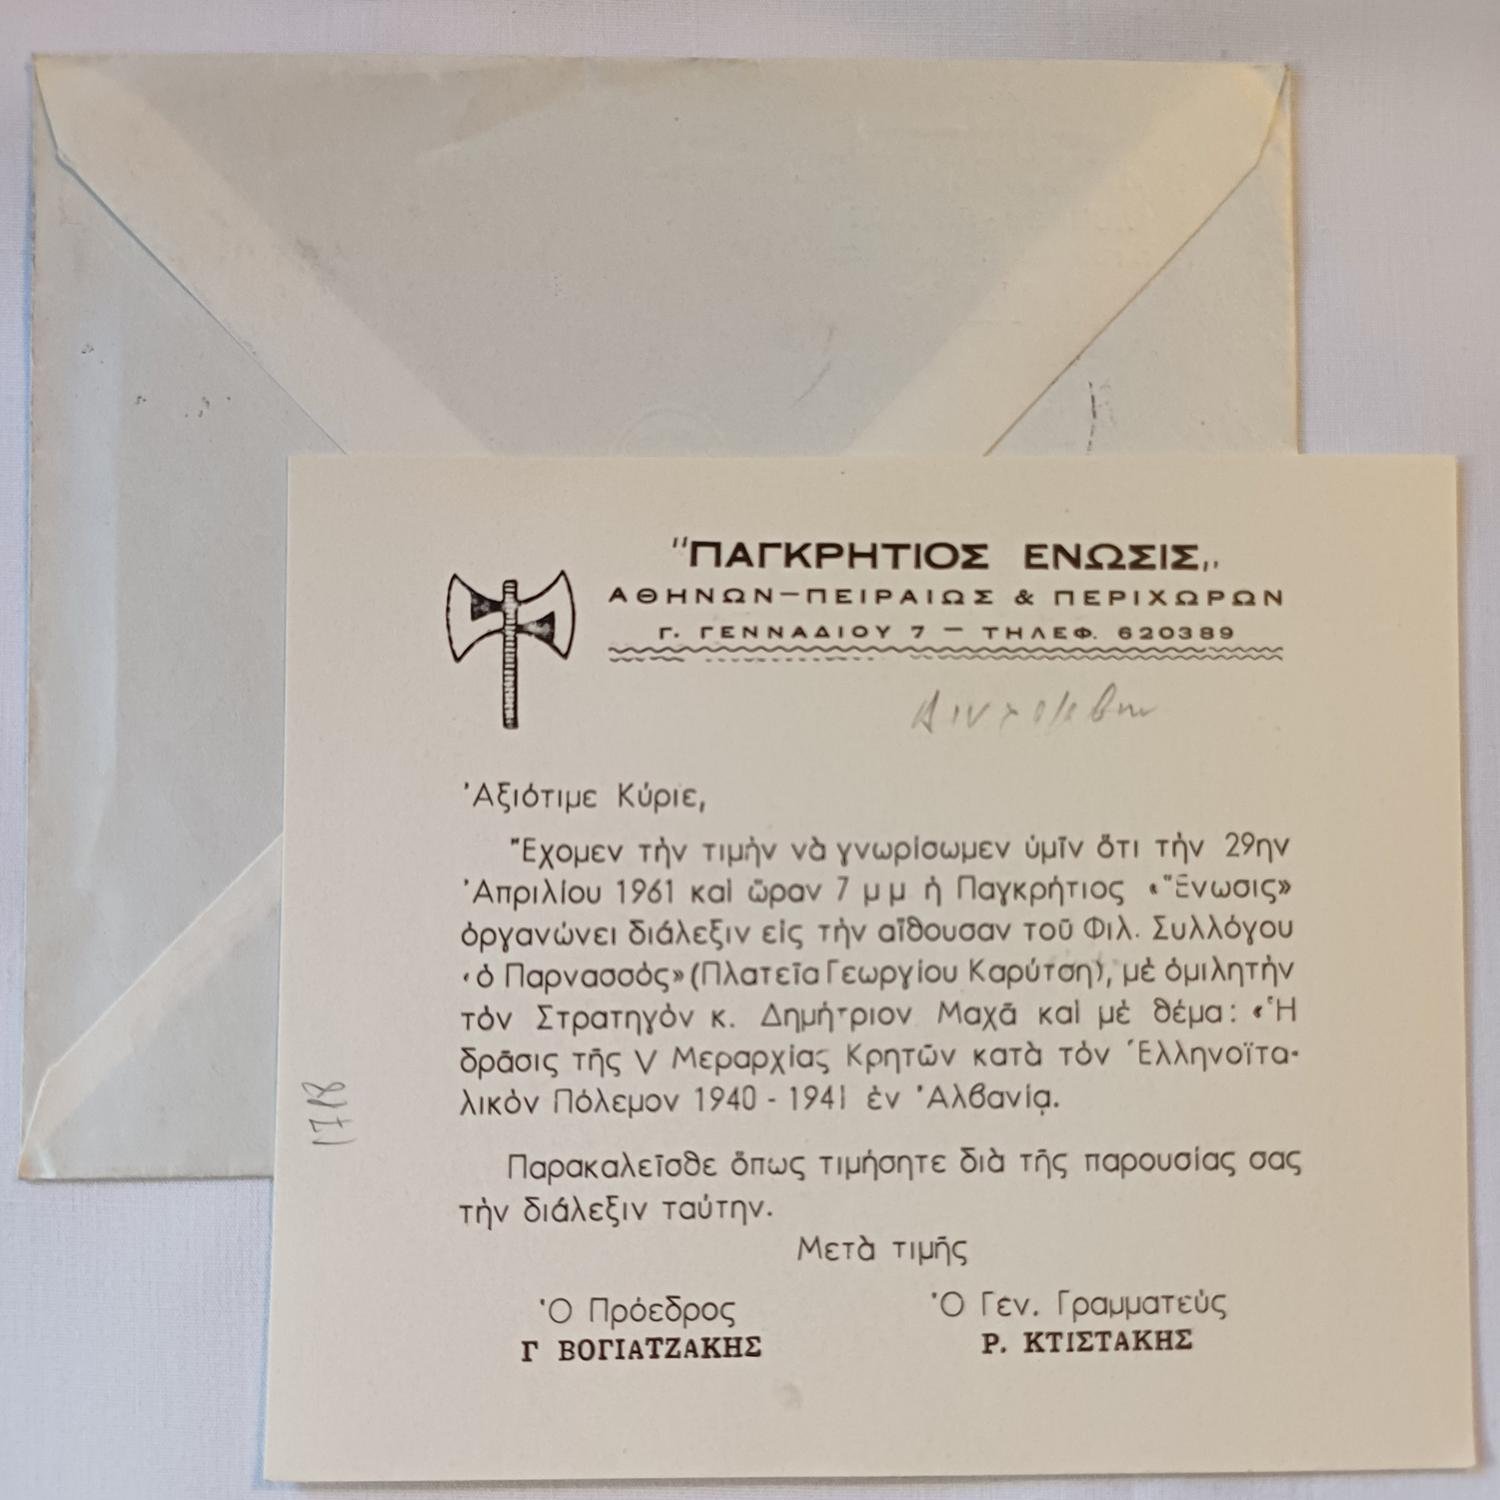 "ΠΑΓΚΡΗΤΙΟΣ ΕΝΩΣΙΣ,,
ΑΘΗΝΩΝ–ΠΕΙΡΑΙΩΣ & ΠΕΡΙΧΩΡΩΝ
Γ. ΓΕΝΝΑΔΙΟΥ 7 – ΤΗΛΕΦ. 620389
Ἀξιότιμε Κύριε,
Ἔχομεν τὴν τιμὴν νὰ γνωρίσωμεν ὑμῖν ὅτι τὴν 29ην
Ἀπριλίου 1961 καὶ ὥραν 7 μ μ ἡ Παγκρήτιος «Ἕνωσις»
ὀργανώνει διάλεξιν εἰς τὴν αἴθουσαν τοῦ Φιλ. Συλλόγου
‹ὁ Παρνασσὸς» (Πλατεῖα Γεωργίου Καρύτση), μὲ ὁμιλητὴν
τὸν Στρατηγὸν κ. Δημήτριον Μαχᾶ καὶ μὲ θέμα: «Ἡ
δρᾶσις τῆς V Μεραρχίας Κρητῶν κατὰ τὸν Ἑλληνοϊτα-
λικὸν Πόλεμον 1940 - 1941 ἐν Ἀλβανίᾳ.
Παρακαλεῖσθε ὅπως τιμήσητε διὰ τῆς παρουσίας σας
τὴν διάλεξιν ταύτην.
Μετὰ τιμῆς
Ὁ Πρόεδρος
Γ ΒΟΓΙΑΤΖΑΚΗΣ
Ὁ Γεν. Γραμματεὺς
Ρ. ΚΤΙΣΤΑΚΗΣ
1718